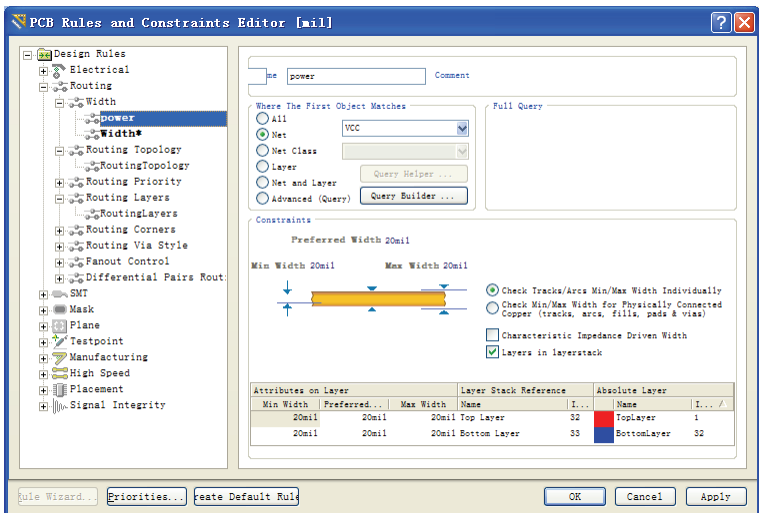 PCB Rules and Constraints Editor [mil]
Design Rules
Electrical
Routing
Width
power
Width*
Routing Topology
RoutingTopology
Routing Priority
Routing Layers
RoutingLayers
Routing Corners
Routing Via Style
Fanout Control
Differential Pairs Rout:
SMT
Mask
Plane
Testpoint
Manufacturing
High Speed
Placement
Signal Integrity
me power Comment
Where The First Object Matches
All
Net
Net Class
Layer
Net and Layer
Advanced (Query)
VCC
Query Helper ...
Query Builder ...
Full Query
Constraints
Preferred Width 20mil
Min Width 20mil Max Width 20mil
Check Tracks/Arcs Min/Max Width Individually
Check Min/Max Width for Physically Connected
Copper (tracks, arcs, fills, pads & vias)
Characteristic Impedance Driven Width
Layers in layerstack
Attributes on Layer Layer Stack Reference Absolute Layer
Min Width Preferred... Max Width Name I... Name I...
20mil 20mil 20mil Top Layer 32 TopLayer 1
20mil 20mil 20mil Bottom Layer 33 BottomLayer 32
Rule Wizard... Priorities... reate Default Rule OK Cancel Apply